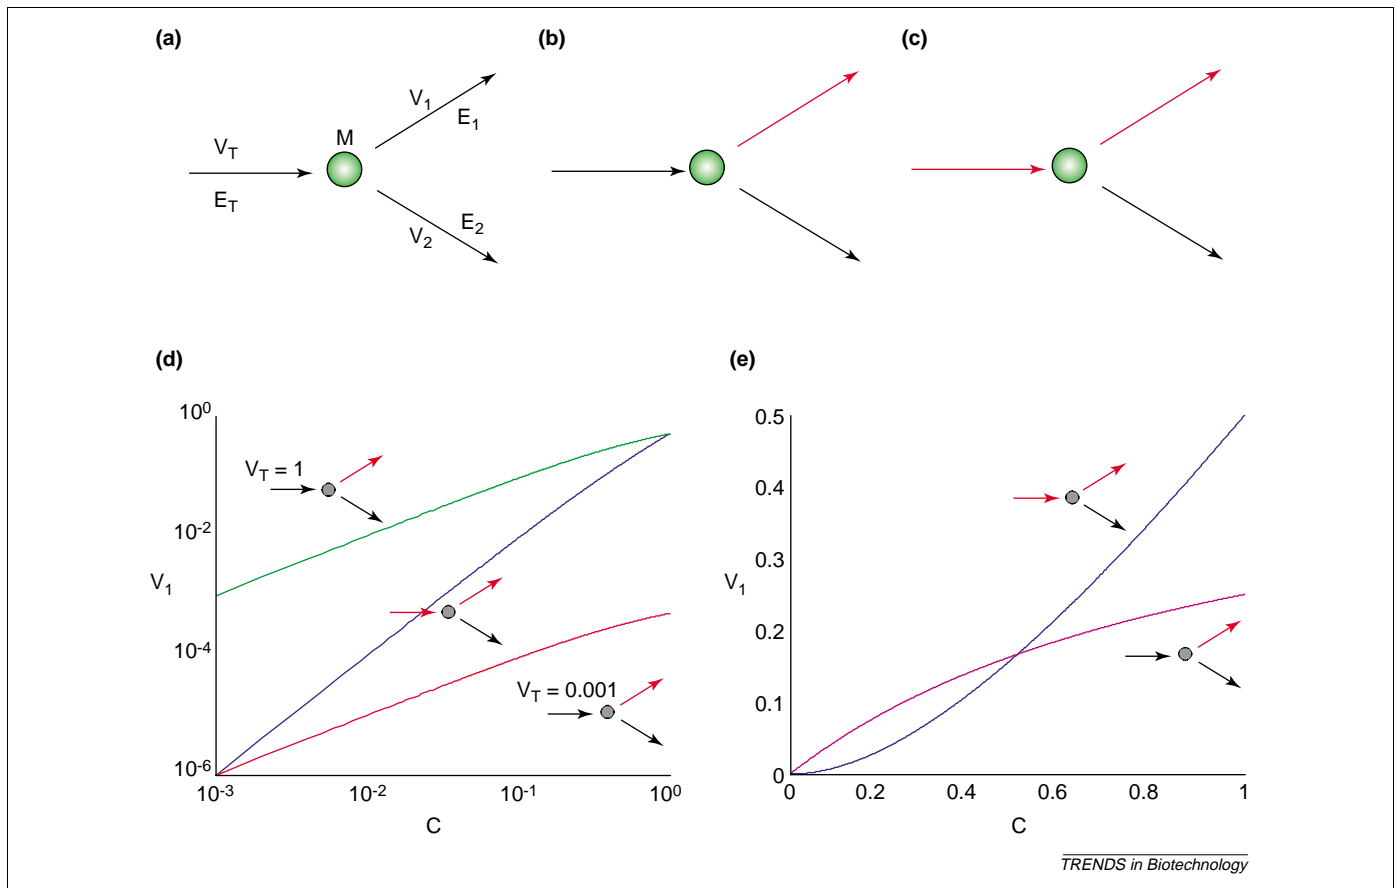 (a)
(b)
(c)
V1
E1
M
VT
ET
E2
V2
(d)
(e)
10^0
10^-2
10^-4
10^-6
V1
VT = 1
VT = 0.001
10^-3
10^-2
10^-1
10^0
C
0.5
0.4
0.3
0.2
0.1
0
V1
0
0.2
0.4
0.6
0.8
1
C
TRENDS in Biotechnology